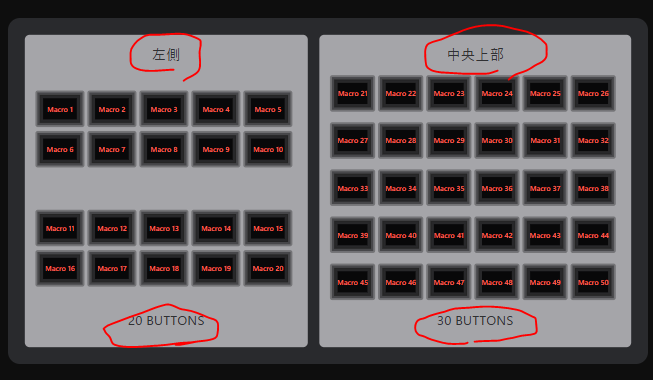 左側
Macro 1 Macro 2 Macro 3 Macro 4 Macro 5
Macro 6 Macro 7 Macro 8 Macro 9 Macro 10
Macro 11 Macro 12 Macro 13 Macro 14 Macro 15
Macro 16 Macro 17 Macro 18 Macro 19 Macro 20
20 BUTTONS
中央上部
Macro 21 Macro 22 Macro 23 Macro 24 Macro 25 Macro 26
Macro 27 Macro 28 Macro 29 Macro 30 Macro 31 Macro 32
Macro 33 Macro 34 Macro 35 Macro 36 Macro 37 Macro 38
Macro 39 Macro 40 Macro 41 Macro 42 Macro 43 Macro 44
Macro 45 Macro 46 Macro 47 Macro 48 Macro 49 Macro 50
30 BUTTONS